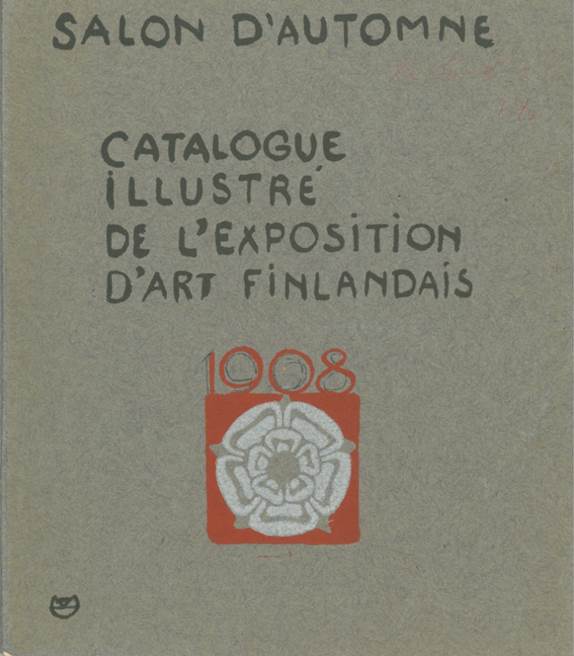 SALON D'AUTOMNE
CATALOGUE
ILLUSTRÉ
DE L'EXPOSITION
D'ART FINLANDAIS
1908